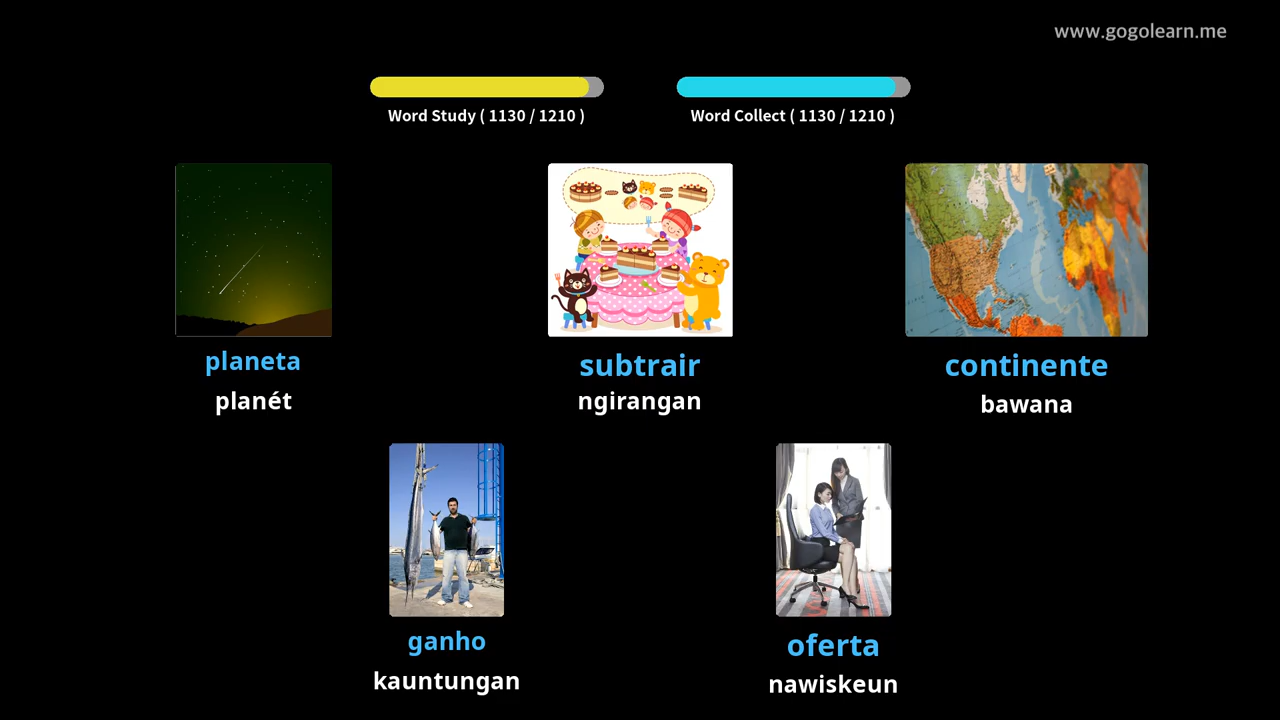 www.gogolearn.me
Word Study ( 1130 / 1210 )
Word Collect ( 1130 / 1210 )
planeta
planét
subtrair
ngirangan
continente
bawana
ganho
kauntungan
oferta
nawiskeun